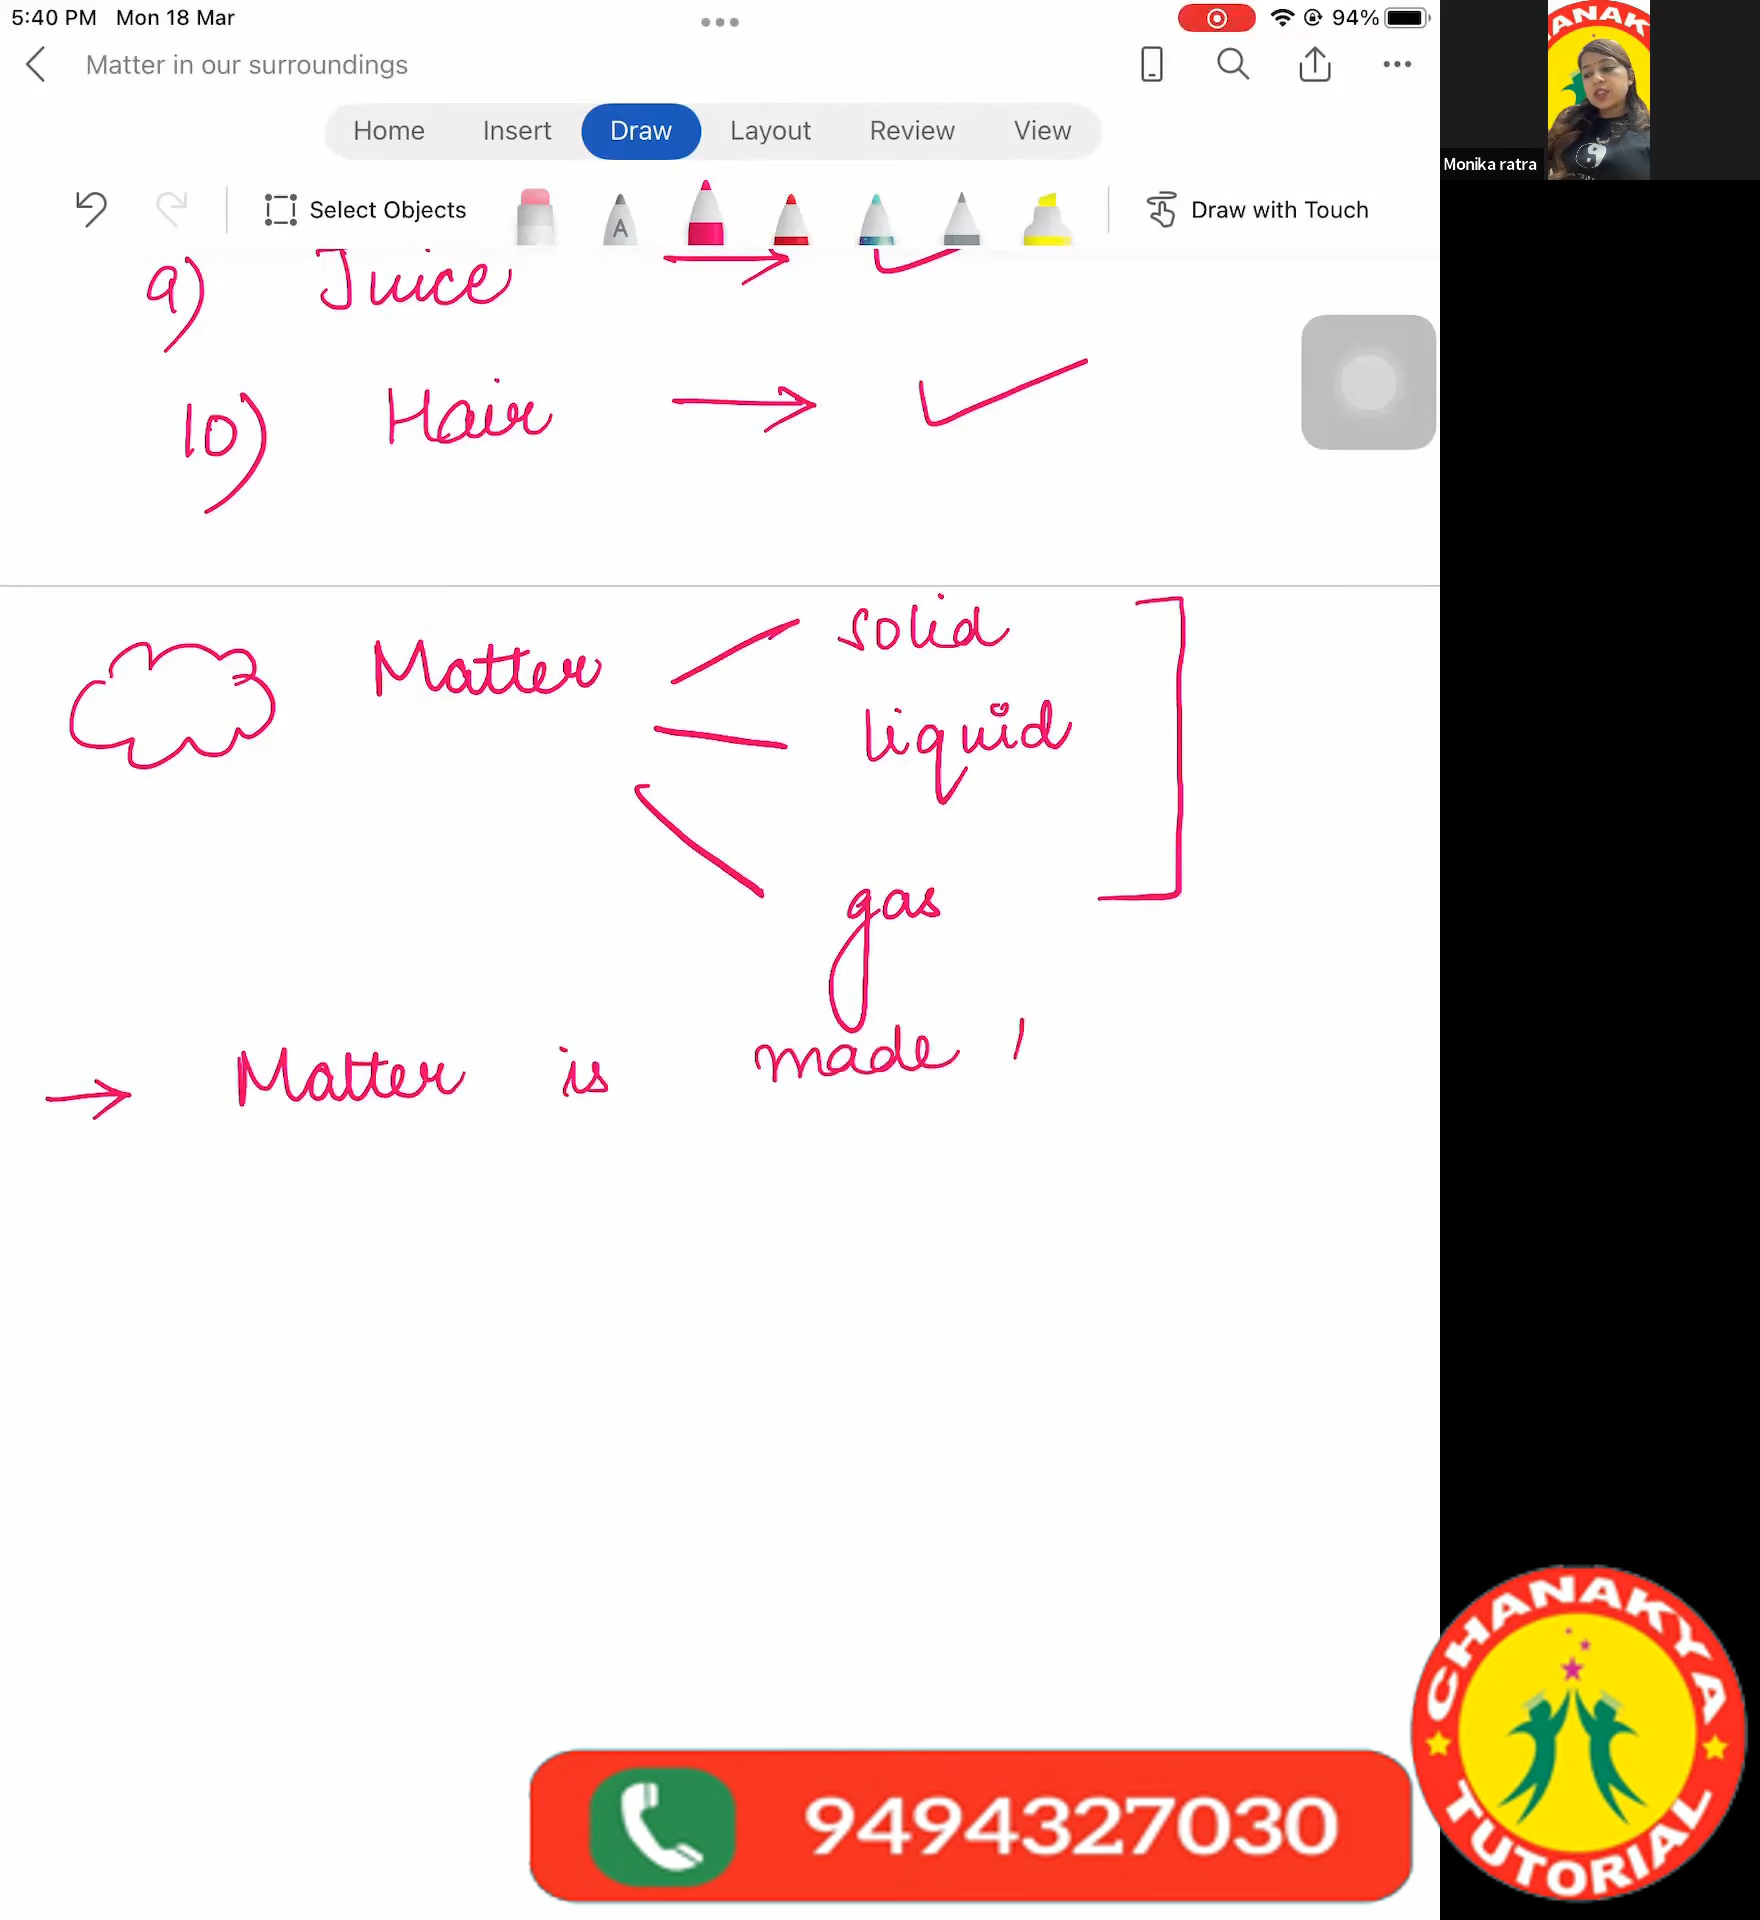 5:40 PM Mon 18 Mar
94%
Matter in our surroundings
Home Insert Draw Layout Review View
Select Objects
A
Draw with Touch
ANAK
Monika ratra
9) Juice
10) Hair
Matter
solid
liquid
gas
Matter is made
9494327030
CHANAKYA
TUTORIAL